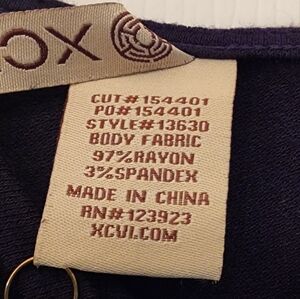 XC
CUT#154401
PO#154401
STYLE#13630
BODY FABRIC
97%RAYON
3%SPANDEX
MADE IN CHINA
RN#123923
XCVI.COM